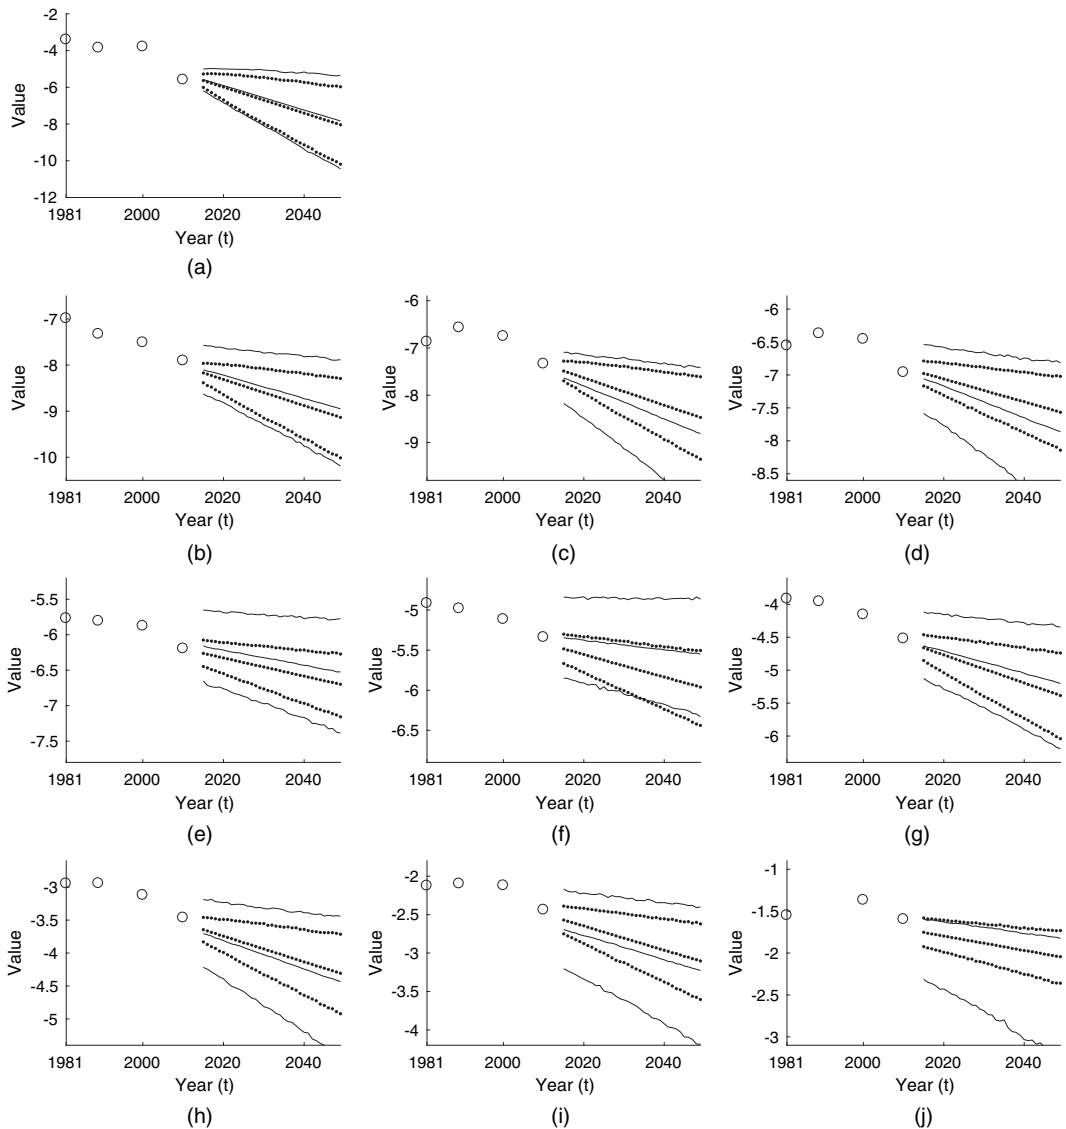 -2
-4
-6
-8
-10
-12
Value
1981 2000 2020 2040
Year (t)
(a)
-7
-8
-9
-10
Value
1981 2000 2020 2040
Year (t)
(b)
-6
-7
-8
-9
Value
1981 2000 2020 2040
Year (t)
(c)
-6
-6.5
-7
-7.5
-8
-8.5
Value
1981 2000 2020 2040
Year (t)
(d)
-5.5
-6
-6.5
-7
-7.5
Value
1981 2000 2020 2040
Year (t)
(e)
-5
-5.5
-6
-6.5
Value
1981 2000 2020 2040
Year (t)
(f)
-4
-4.5
-5
-5.5
-6
Value
1981 2000 2020 2040
Year (t)
(g)
-3
-3.5
-4
-4.5
-5
Value
1981 2000 2020 2040
Year (t)
(h)
-2
-2.5
-3
-3.5
-4
Value
1981 2000 2020 2040
Year (t)
(i)
-1
-1.5
-2
-2.5
-3
Value
1981 2000 2020 2040
Year (t)
(j)